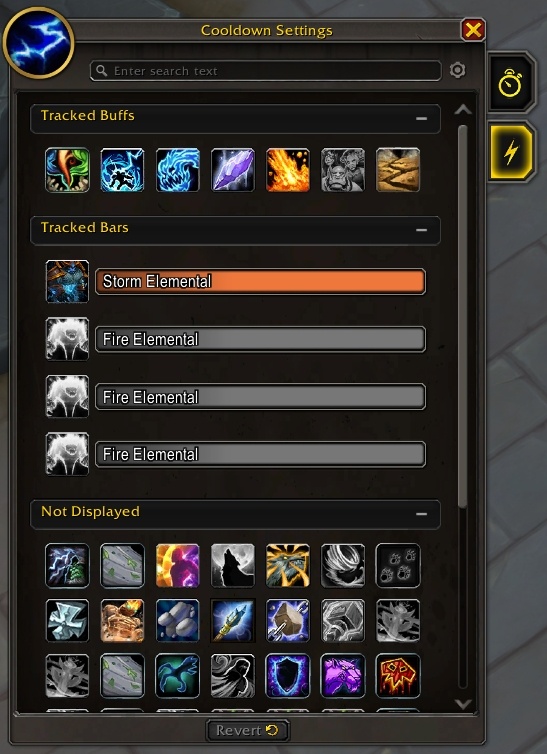 Cooldown Settings
Enter search text
Tracked Buffs
Tracked Bars
Storm Elemental
Fire Elemental
Fire Elemental
Fire Elemental
Not Displayed
Revert